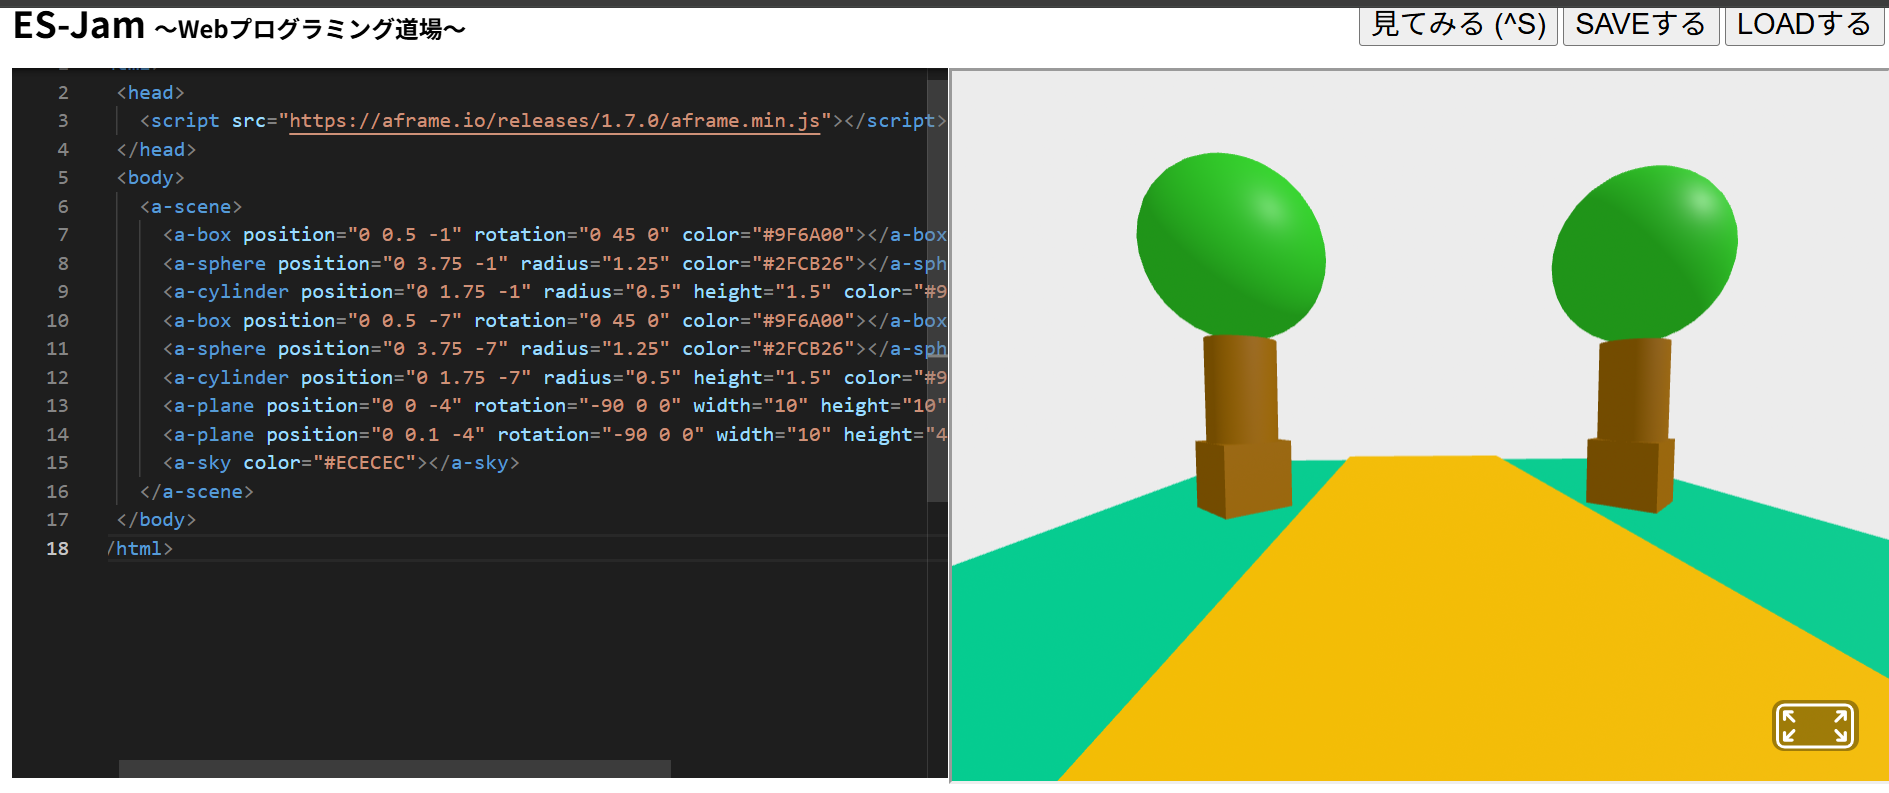 ES-Jam ～Webプログラミング道場～
見てみる (^S) SAVEする LOADする
2 <head>
3 <script src="https://aframe.io/releases/1.7.0/aframe.min.js"></script>
4 </head>
5 <body>
6 <a-scene>
7 <a-box position="0 0.5 -1" rotation="0 45 0" color="#9F6A00"></a-box
8 <a-sphere position="0 3.75 -1" radius="1.25" color="#2FCB26"></a-sph
9 <a-cylinder position="0 1.75 -1" radius="0.5" height="1.5" color="#9
10 <a-box position="0 0.5 -7" rotation="0 45 0" color="#9F6A00"></a-box
11 <a-sphere position="0 3.75 -7" radius="1.25" color="#2FCB26"></a-sph
12 <a-cylinder position="0 1.75 -7" radius="0.5" height="1.5" color="#9
13 <a-plane position="0 0 -4" rotation="-90 0 0" width="10" height="10"
14 <a-plane position="0 0.1 -4" rotation="-90 0 0" width="10" height="4
15 <a-sky color="#ECECEC"></a-sky>
16 </a-scene>
17 </body>
18 /html>